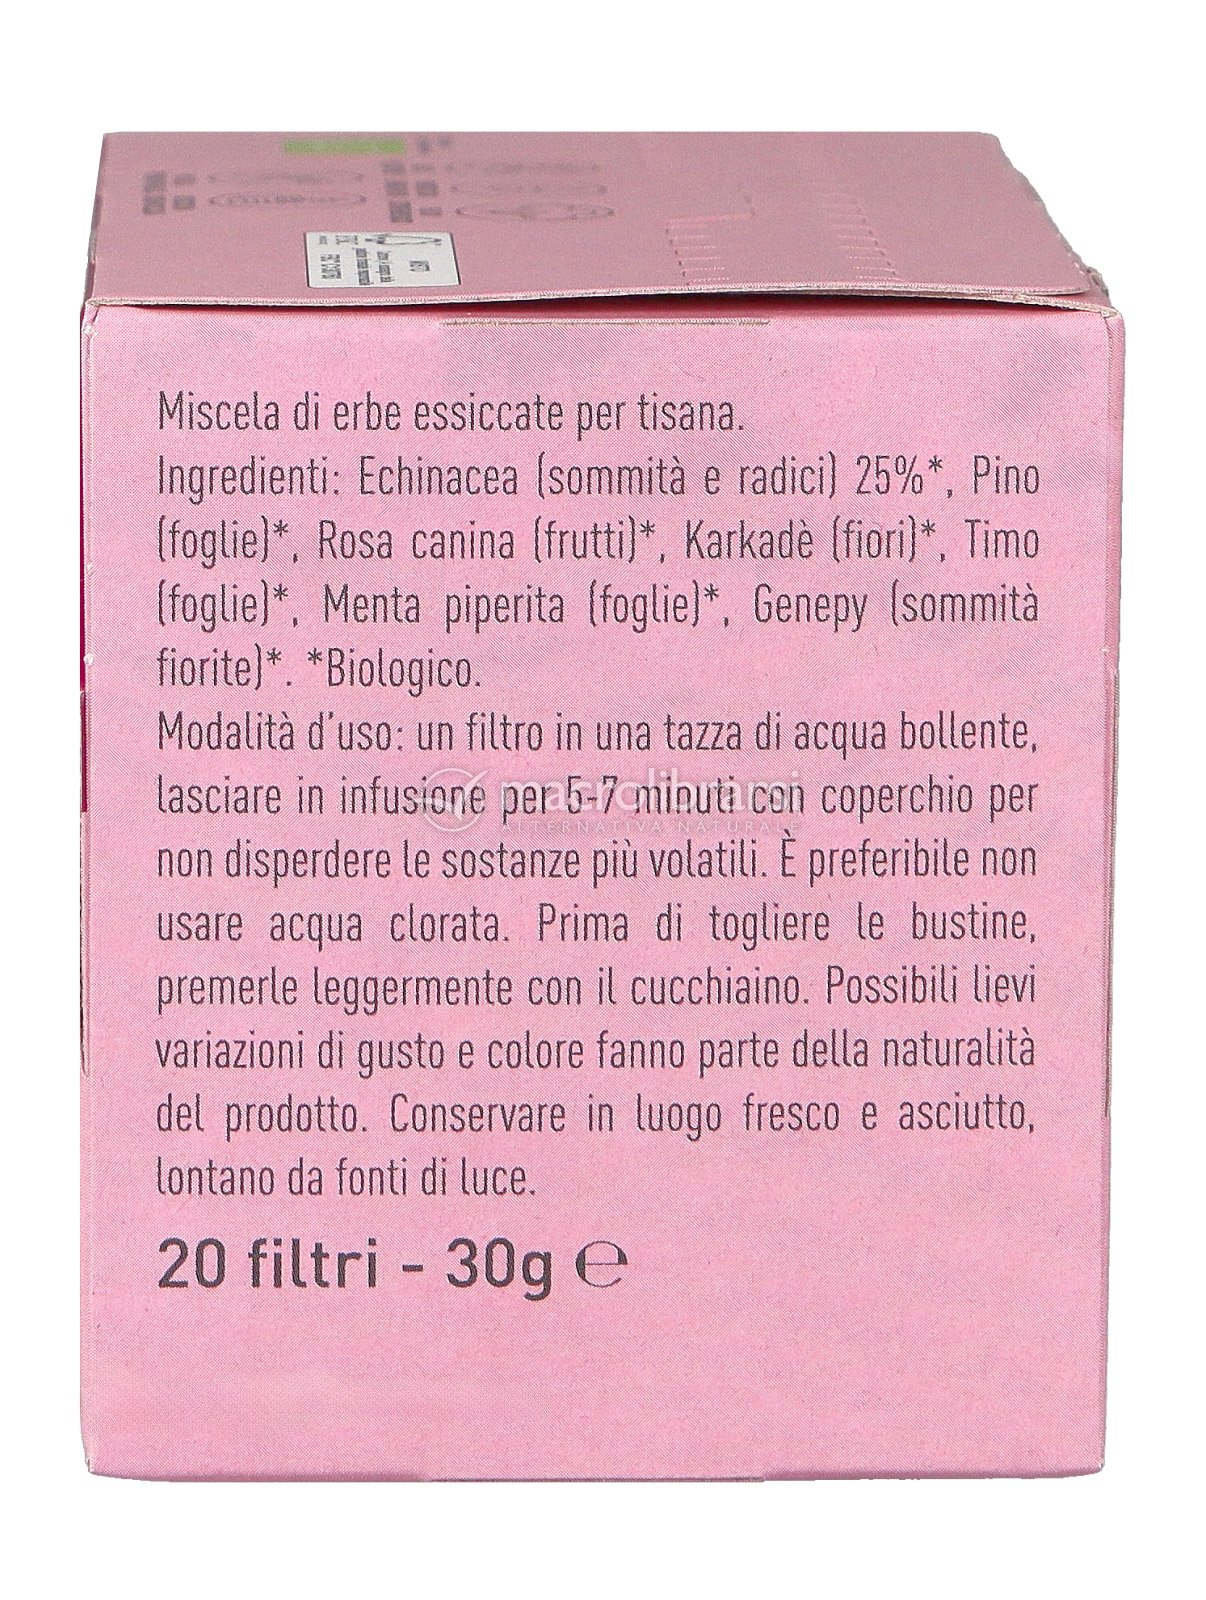 Miscela di erbe essiccate per tisana.
Ingredienti: Echinacea (sommità e radici) 25%*, Pino
(foglie)*, Rosa canina (frutti)*, Karkadè (fiori)*, Timo
(foglie)*, Menta piperita (foglie)*, Genepy (sommità
fiorite)*. *Biologico.
Modalità d'uso: un filtro in una tazza di acqua bollente,
lasciare in infusione per 5-7 minuti con coperchio per
macrolibrarsi
ALTERNATIVA NATURALE
non disperdere le sostanze più volatili. È preferibile non
usare acqua clorata. Prima di togliere le bustine,
premerle leggermente con il cucchiaino. Possibili lievi
variazioni di gusto e colore fanno parte della naturalità
del prodotto. Conservare in luogo fresco e asciutto,
lontano da fonti di luce.
20 filtri - 30g ℮